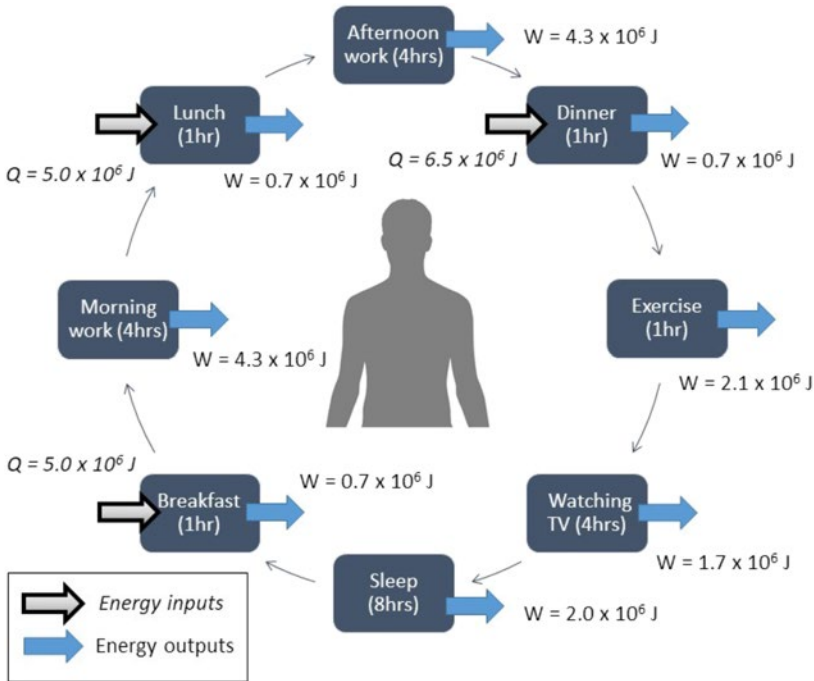 Afternoon
work (4hrs)
W = 4.3 x 10⁶ J
Lunch
(1hr)
Q = 5.0 x 10⁶ J
W = 0.7 x 10⁶ J
Dinner
(1hr)
Q = 6.5 x 10⁶ J
W = 0.7 x 10⁶ J
Morning
work (4hrs)
W = 4.3 x 10⁶ J
Exercise
(1hr)
W = 2.1 x 10⁶ J
Q = 5.0 x 10⁶ J
Breakfast
(1hr)
W = 0.7 x 10⁶ J
Watching
TV (4hrs)
W = 1.7 x 10⁶ J
Sleep
(8hrs)
W = 2.0 x 10⁶ J
Energy inputs
Energy outputs